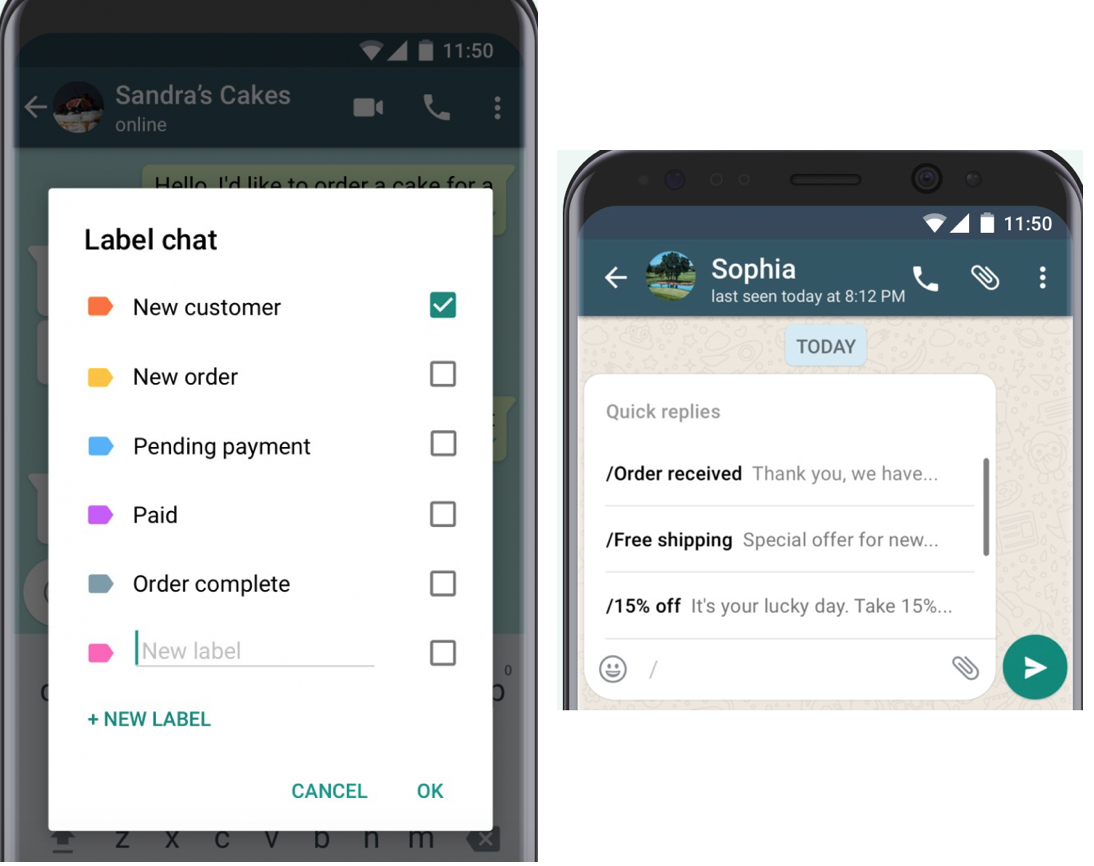 11:50
Sandra's Cakes
online
Hello, I'd like to order a cake for a
Label chat
New customer
New order
Pending payment
Paid
Order complete
New label
+ NEW LABEL
CANCEL OK
0
z x c v b n m
11:50
Sophia
last seen today at 8:12 PM
TODAY
Quick replies
/Order received Thank you, we have...
/Free shipping Special offer for new...
/15% off It's your lucky day. Take 15%...
/